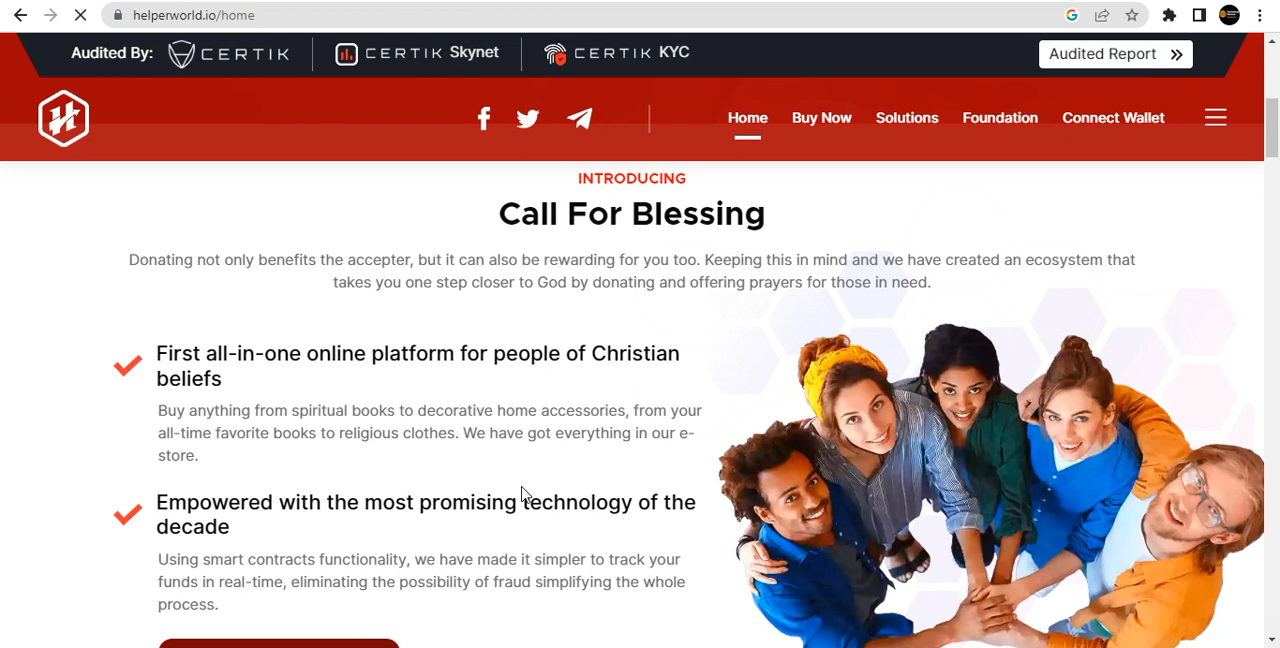 helperworld.io/home
Audited By: CERTIK CERTIK Skynet CERTIK KYC Audited Report
Home Buy Now Solutions Foundation Connect Wallet
INTRODUCING
Call For Blessing
Donating not only benefits the accepter, but it can also be rewarding for you too. Keeping this in mind and we have created an ecosystem that
takes you one step closer to God by donating and offering prayers for those in need.
First all-in-one online platform for people of Christian
beliefs
Buy anything from spiritual books to decorative home accessories, from your
all-time favorite books to religious clothes. We have got everything in our e-
store.
Empowered with the most promising technology of the
decade
Using smart contracts functionality, we have made it simpler to track your
funds in real-time, eliminating the possibility of fraud simplifying the whole
process.